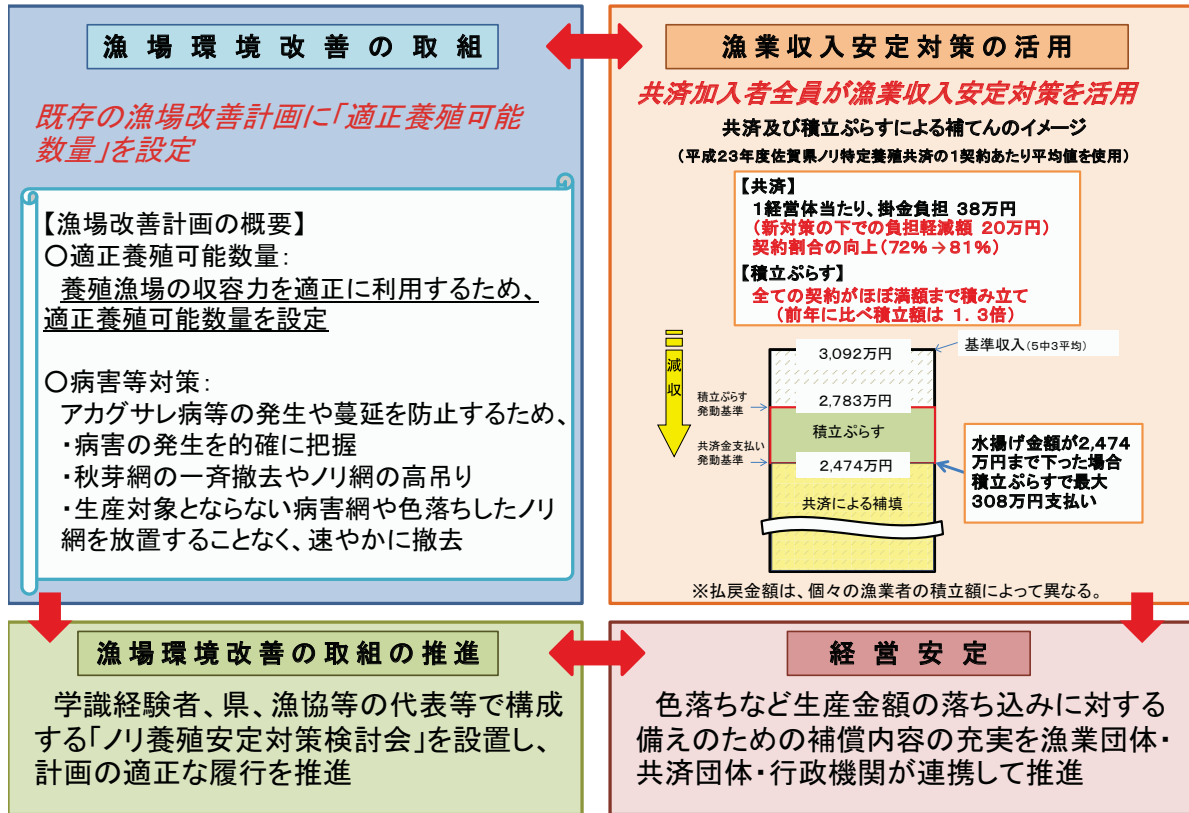 漁場環境改善の取組
既存の漁場改善計画に「適正養殖可能
数量」を設定
【漁場改善計画の概要】
○適正養殖可能数量:
養殖漁場の収容力を適正に利用するため、
適正養殖可能数量を設定
○病害等対策:
アカグサレ病等の発生や蔓延を防止するため、
・病害の発生を的確に把握
・秋芽網の一斉撤去やノリ網の高吊り
・生産対象とならない病害網や色落ちしたノリ
網を放置することなく、速やかに撤去
漁業収入安定対策の活用
共済加入者全員が漁業収入安定対策を活用
共済及び積立ぷらすによる補てんのイメージ
(平成23年度佐賀県ノリ特定養殖共済の1契約あたり平均値を使用)
【共済】
1経営体当たり、掛金負担 38万円
(新対策の下での負担軽減額 20万円)
契約割合の向上(72%→81%)
【積立ぷらす】
全ての契約がほぼ満額まで積み立て
(前年に比べ積立額は 1.3倍)
減収
3,092万円
基準収入(5中3平均)
積立ぷらす
発動基準
2,783万円
積立ぷらす
共済金支払い
発動基準
2,474万円
共済による補填
水揚げ金額が2,474
万円まで下った場合
積立ぷらすで最大
308万円支払い
※払戻金額は、個々の漁業者の積立額によって異なる。
漁場環境改善の取組の推進
学識経験者、県、漁協等の代表等で構成
する「ノリ養殖安定対策検討会」を設置し、
計画の適正な履行を推進
経営安定
色落ちなど生産金額の落ち込みに対する
備えのための補償内容の充実を漁業団体・
共済団体・行政機関が連携して推進